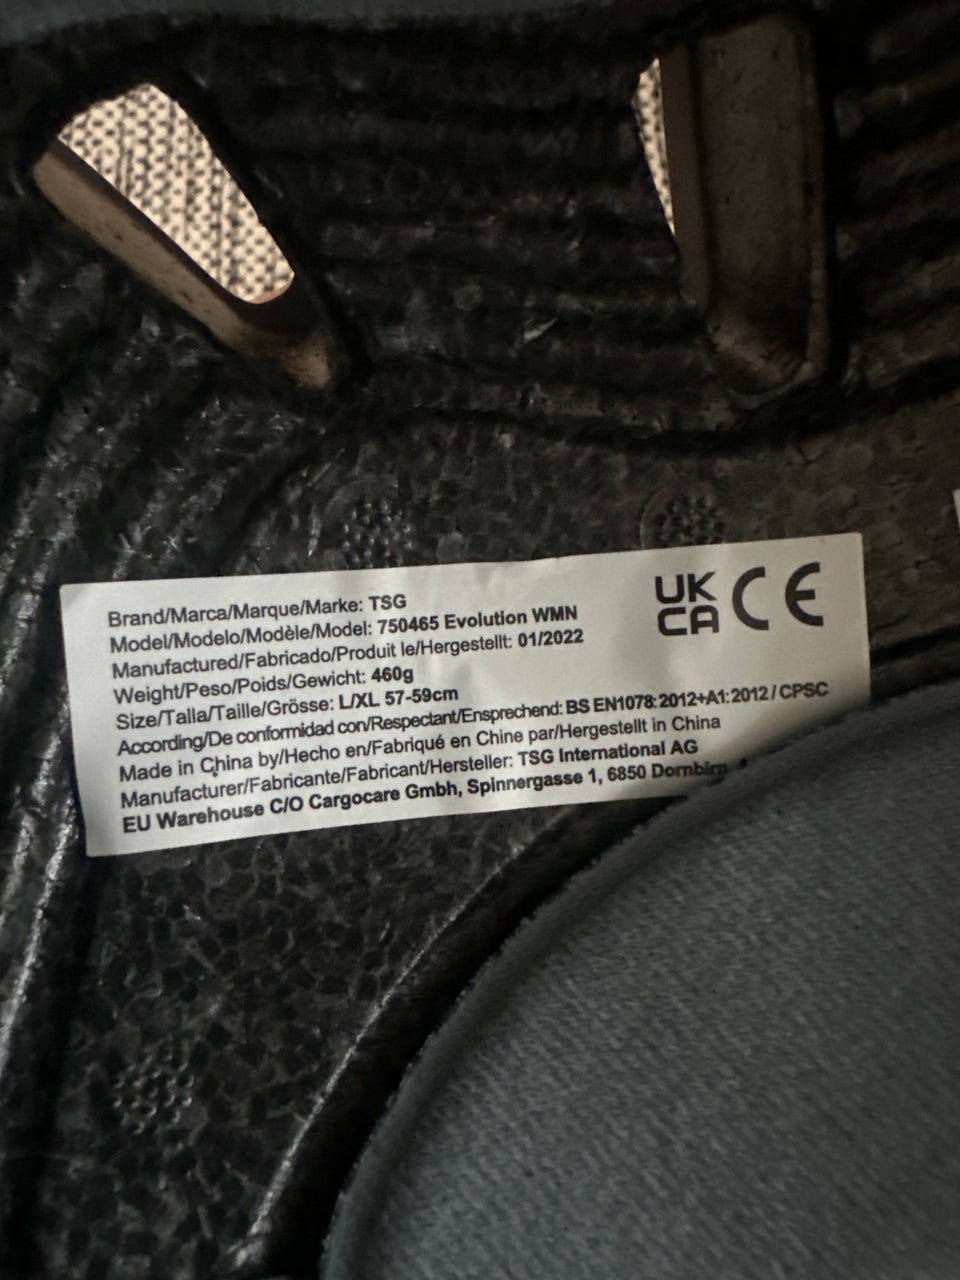 Brand/Marca/Marque/Marke: TSG
Model/Modelo/Modèle/Model: 750465 Evolution WMN
Manufactured/Fabricado/Produit le/Hergestellt: 01/2022
Weight/Peso/Poids/Gewicht: 460g
Size/Talla/Taille/Grösse: L/XL 57-59cm
According/De conformidad con/Respectant/Ensprechend: BS EN1078:2012+A1:2012 / CPSC
Made in China by/Hecho en/Fabriqué en Chine par/Hergestellt in China
Manufacturer/Fabricante/Fabricant/Hersteller: TSG International AG
EU Warehouse C/O Cargocare Gmbh, Spinnergasse 1, 6850 Dornbirn
UK
CA
CE